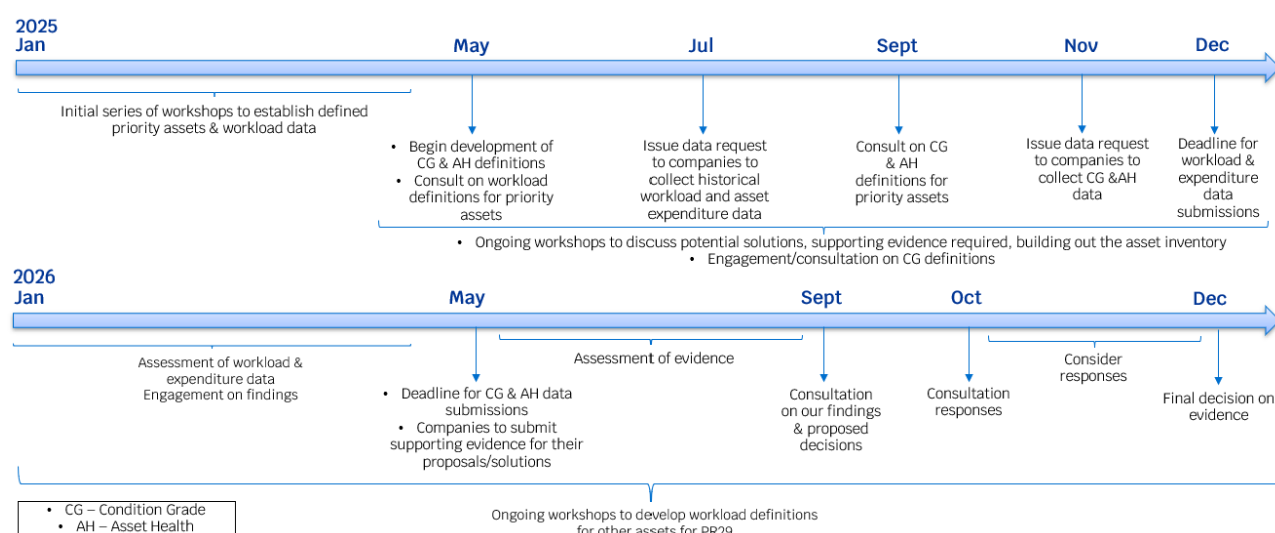 2025
Jan
May
Jul
Sept
Nov
Dec
Initial series of workshops to establish defined
priority assets & workload data
• Begin development of
CG & AH definitions
• Consult on workload
definitions for priority
assets
Issue data request
to companies to
collect historical
workload and asset
expenditure data
Consult on CG
& AH
definitions for
priority assets
Issue data request
to companies to
collect CG &AH
data
Deadline for
workload &
expenditure
data
submissions
• Ongoing workshops to discuss potential solutions, supporting evidence required, building out the asset inventory
• Engagement/consultation on CG definitions
2026
Jan
May
Sept
Oct
Dec
Assessment of workload &
expenditure data
Engagement on findings
• Deadline for CG & AH data
submissions
• Companies to submit
supporting evidence for their
proposals/solutions
Assessment of evidence
Consultation
on our findings
& proposed
decisions
Consultation
responses
Consider
responses
Final decision on
evidence
• CG – Condition Grade
• AH – Asset Health
Ongoing workshops to develop workload definitions
for other assets for PR29